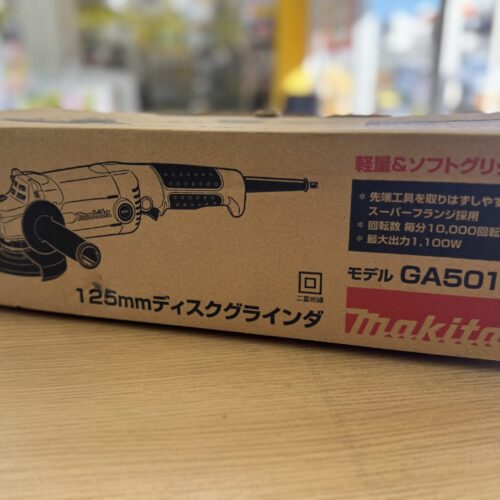 軽量&ソフトグリッ
※ 先端工具を取りはずしやす
スーパーフランジ採用
※ 回転数 毎分10,000回転
※ 最大出力1,100W
モデル GA501
makita
二重絶縁
125mmディスクグラインダ
Makita